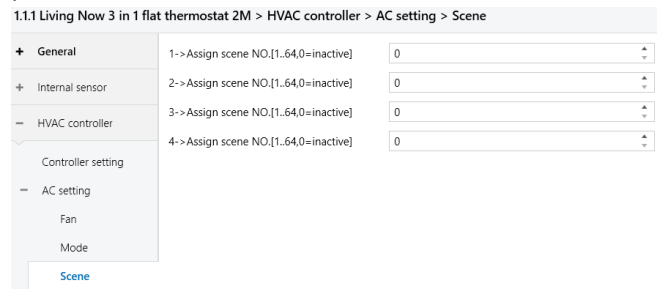 1.1.1 Living Now 3 in 1 flat thermostat 2M > HVAC controller > AC setting > Scene
+ General
1->Assign scene NO.[1..64,0=inactive] 0
+ Internal sensor
2->Assign scene NO.[1..64,0=inactive] 0
3->Assign scene NO.[1..64,0=inactive] 0
− HVAC controller
4->Assign scene NO.[1..64,0=inactive] 0
Controller setting
− AC setting
Fan
Mode
Scene